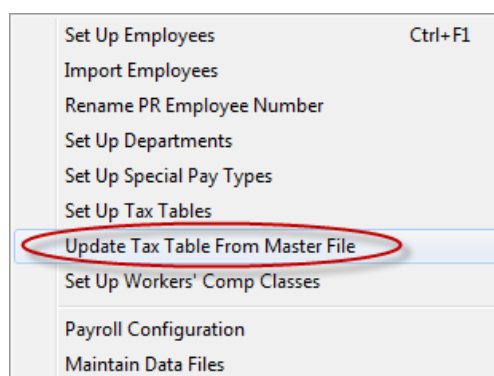 Set Up Employees Ctrl+F1
Import Employees
Rename PR Employee Number
Set Up Departments
Set Up Special Pay Types
Set Up Tax Tables
Update Tax Table From Master File
Set Up Workers' Comp Classes
Payroll Configuration
Maintain Data Files